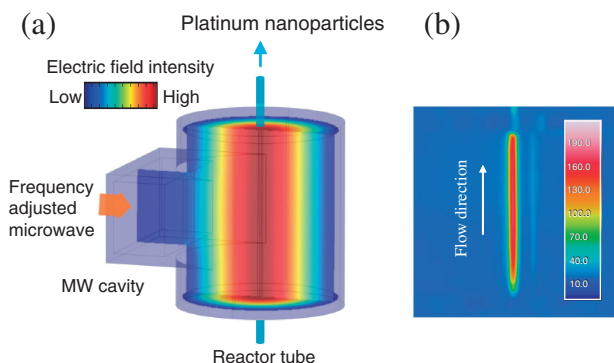 (a)
Platinum nanoparticles
(b)
Electric field intensity
Low
High
Frequency
adjusted
microwave
MW cavity
Reactor tube
Flow direction
190.0
160.0
130.0
100.0
70.0
40.0
10.0